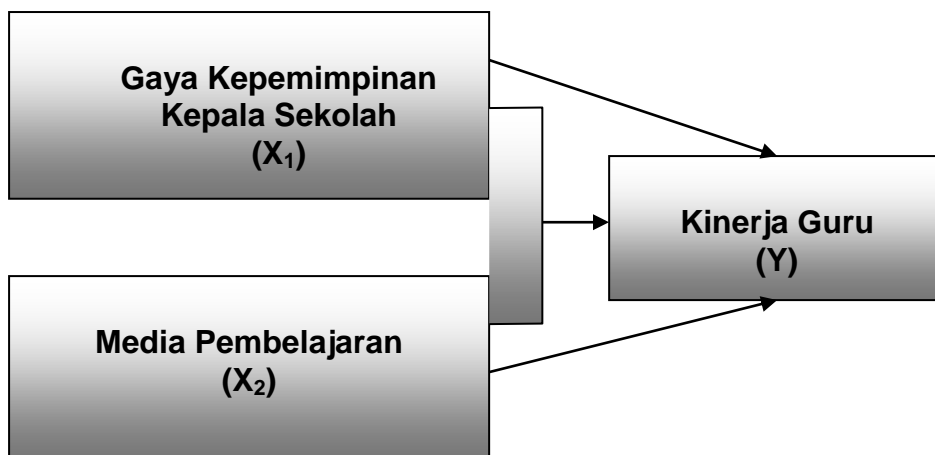 Gaya Kepemimpinan
Kepala Sekolah
(X₁)
Kinerja Guru
(Y)
Media Pembelajaran
(X₂)